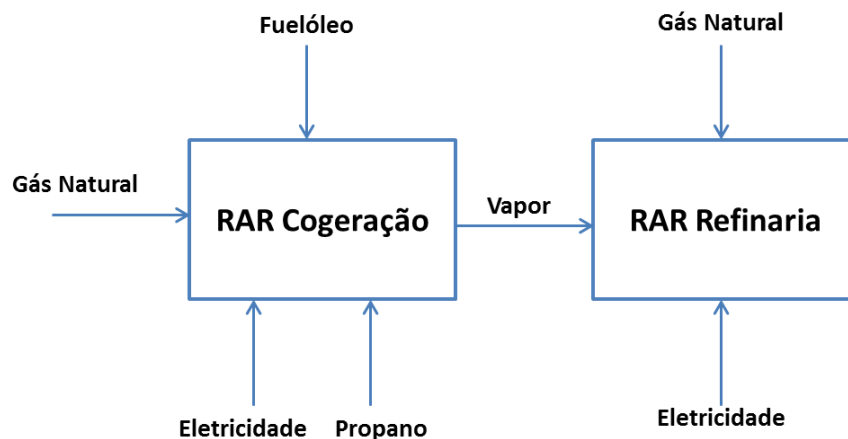 Fuelóleo
Gás Natural
Gás Natural
RAR Cogeração
Vapor
RAR Refinaria
Eletricidade
Propano
Eletricidade